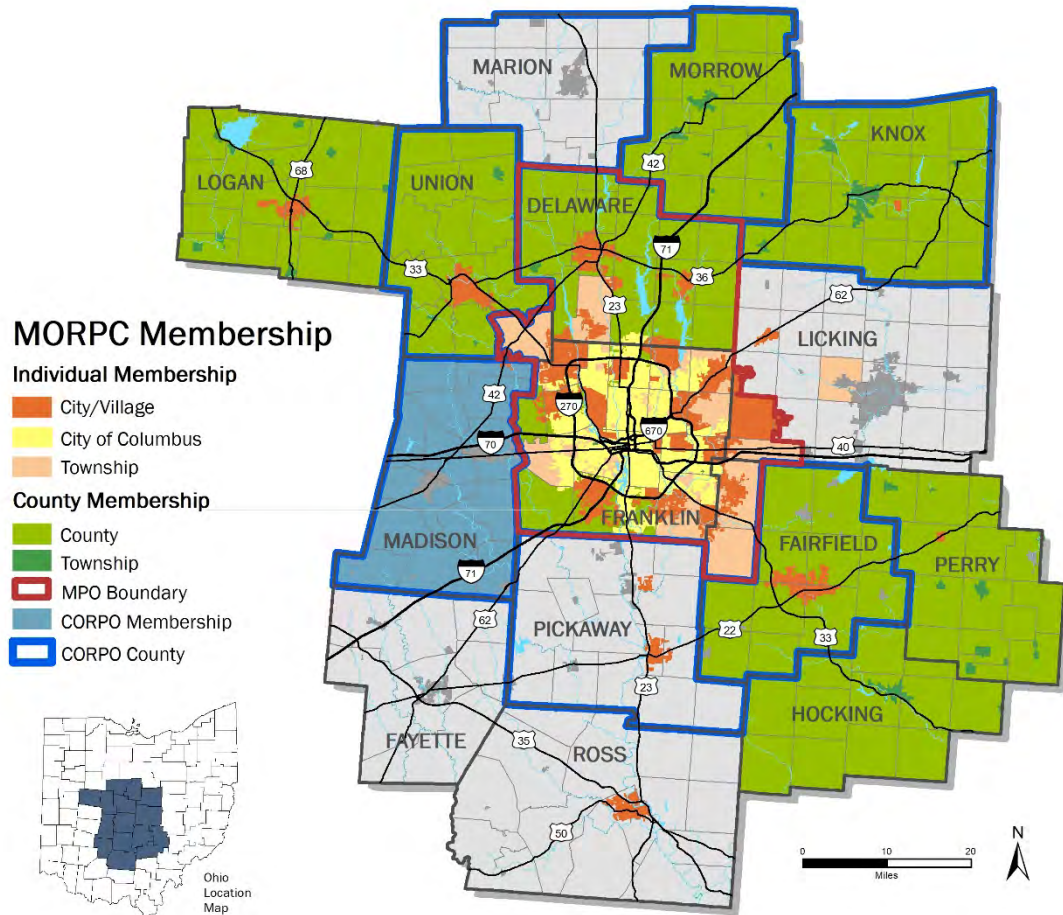 MARION
MORROW
KNOX
LOGAN
68
UNION
42
DELAWARE
71
33
36
23
62
LICKING
MORPC Membership
Individual Membership
City/Village
City of Columbus
Township
County Membership
County
Township
MPO Boundary
CORPO Membership
CORPO County
42
270
670
70
40
FRANKLIN
MADISON
FAIRFIELD
PERRY
71
62
PICKAWAY
22
33
23
HOCKING
FAYETTE
35
ROSS
50
Ohio
Location
Map
0 10 20
Miles
N